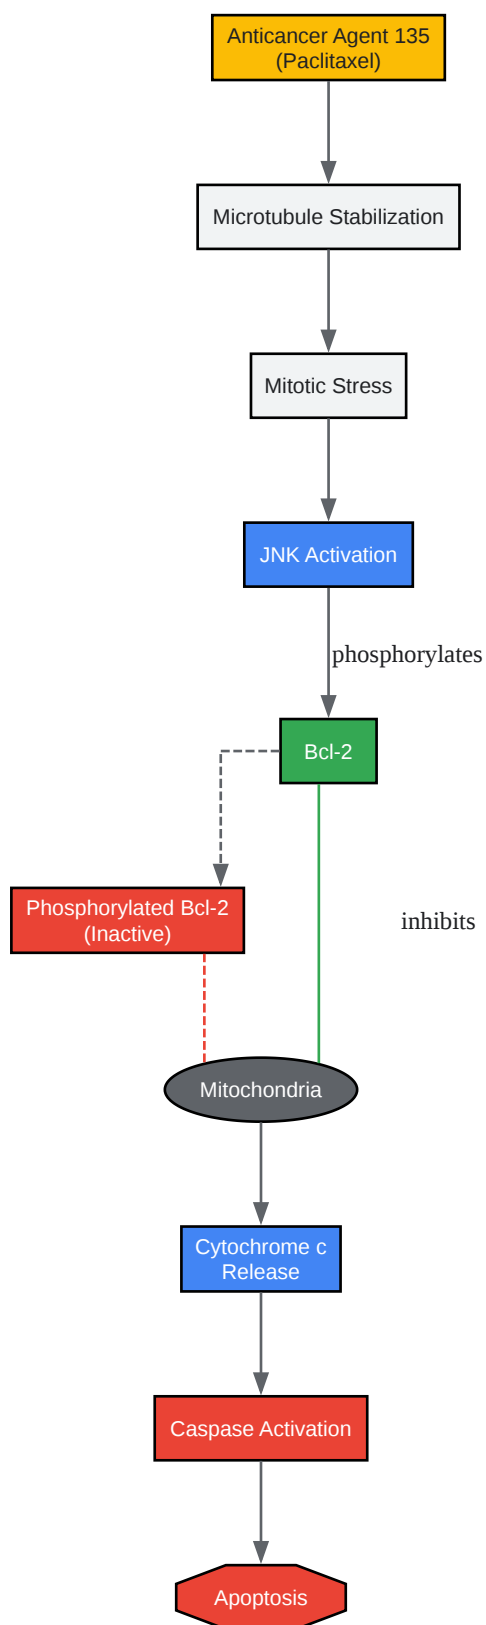 Anticancer Agent 135
(Paclitaxel)
Microtubule Stabilization
Mitotic Stress
JNK Activation
phosphorylates
Bcl-2
Phosphorylated Bcl-2
(Inactive)
inhibits
Mitochondria
Cytochrome c
Release
Caspase Activation
Apoptosis